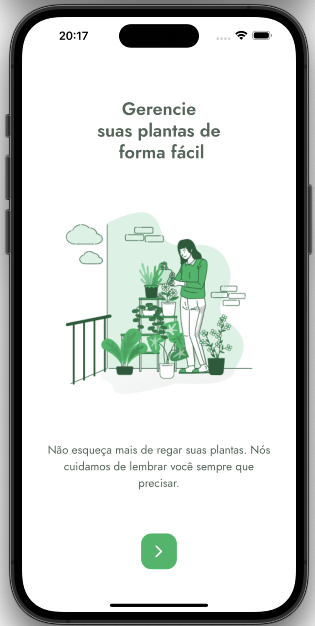 20:17
Gerencie
suas plantas de
forma fácil
Não esqueça mais de regar suas plantas. Nós
cuidamos de lembrar você sempre que
precisar.